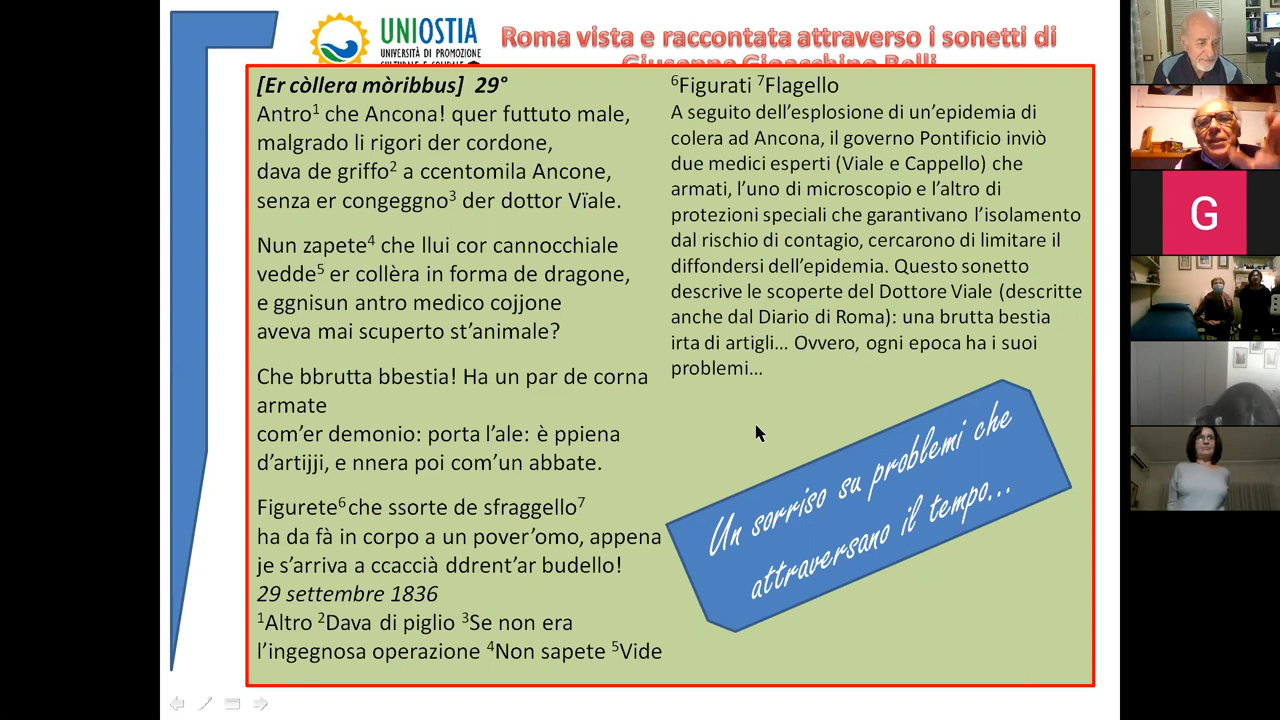 UNIOSTIA
UNIVERSITÀ DI PROMOZIONE
CULTURALE E SOCIALE
Roma vista e raccontata attraverso i sonetti di
Giuseppe Gioacchino Belli
[Er còllera mòribbus] 29°
Antro¹ che Ancona! quer futtuto male,
malgrado li rigori der cordone,
dava de griffo² a ccentomila Ancone,
senza er congeggno³ der dottor Vïale.
Nun zapete⁴ che llui cor cannocchiale
vedde⁵ er collèra in forma de dragone,
e ggnisun antro medico cojjone
aveva mai scuperto st’animale?
Che bbrutta bbestia! Ha un par de corna
armate
com’er demonio: porta l’ale: è ppiena
d’artijji, e nnera poi com’un abbate.
Figurete⁶ che ssorte de sfraggello⁷
ha da fà in corpo a un pover’omo, appena
je s’arriva a ccaccià ddrent’ar budello!
29 settembre 1836
¹Altro ²Dava di piglio ³Se non era
l’ingegnosa operazione ⁴Non sapete ⁵Vide
⁶Figurati ⁷Flagello
A seguito dell’esplosione di un’epidemia di
colera ad Ancona, il governo Pontificio inviò
due medici esperti (Viale e Cappello) che
armati, l’uno di microscopio e l’altro di
protezioni speciali che garantivano l’isolamento
dal rischio di contagio, cercarono di limitare il
diffondersi dell’epidemia. Questo sonetto
descrive le scoperte del Dottore Viale (descritte
anche dal Diario di Roma): una brutta bestia
irta di artigli... Ovvero, ogni epoca ha i suoi
problemi...
Un sorriso su problemi che
attraversano il tempo...
G